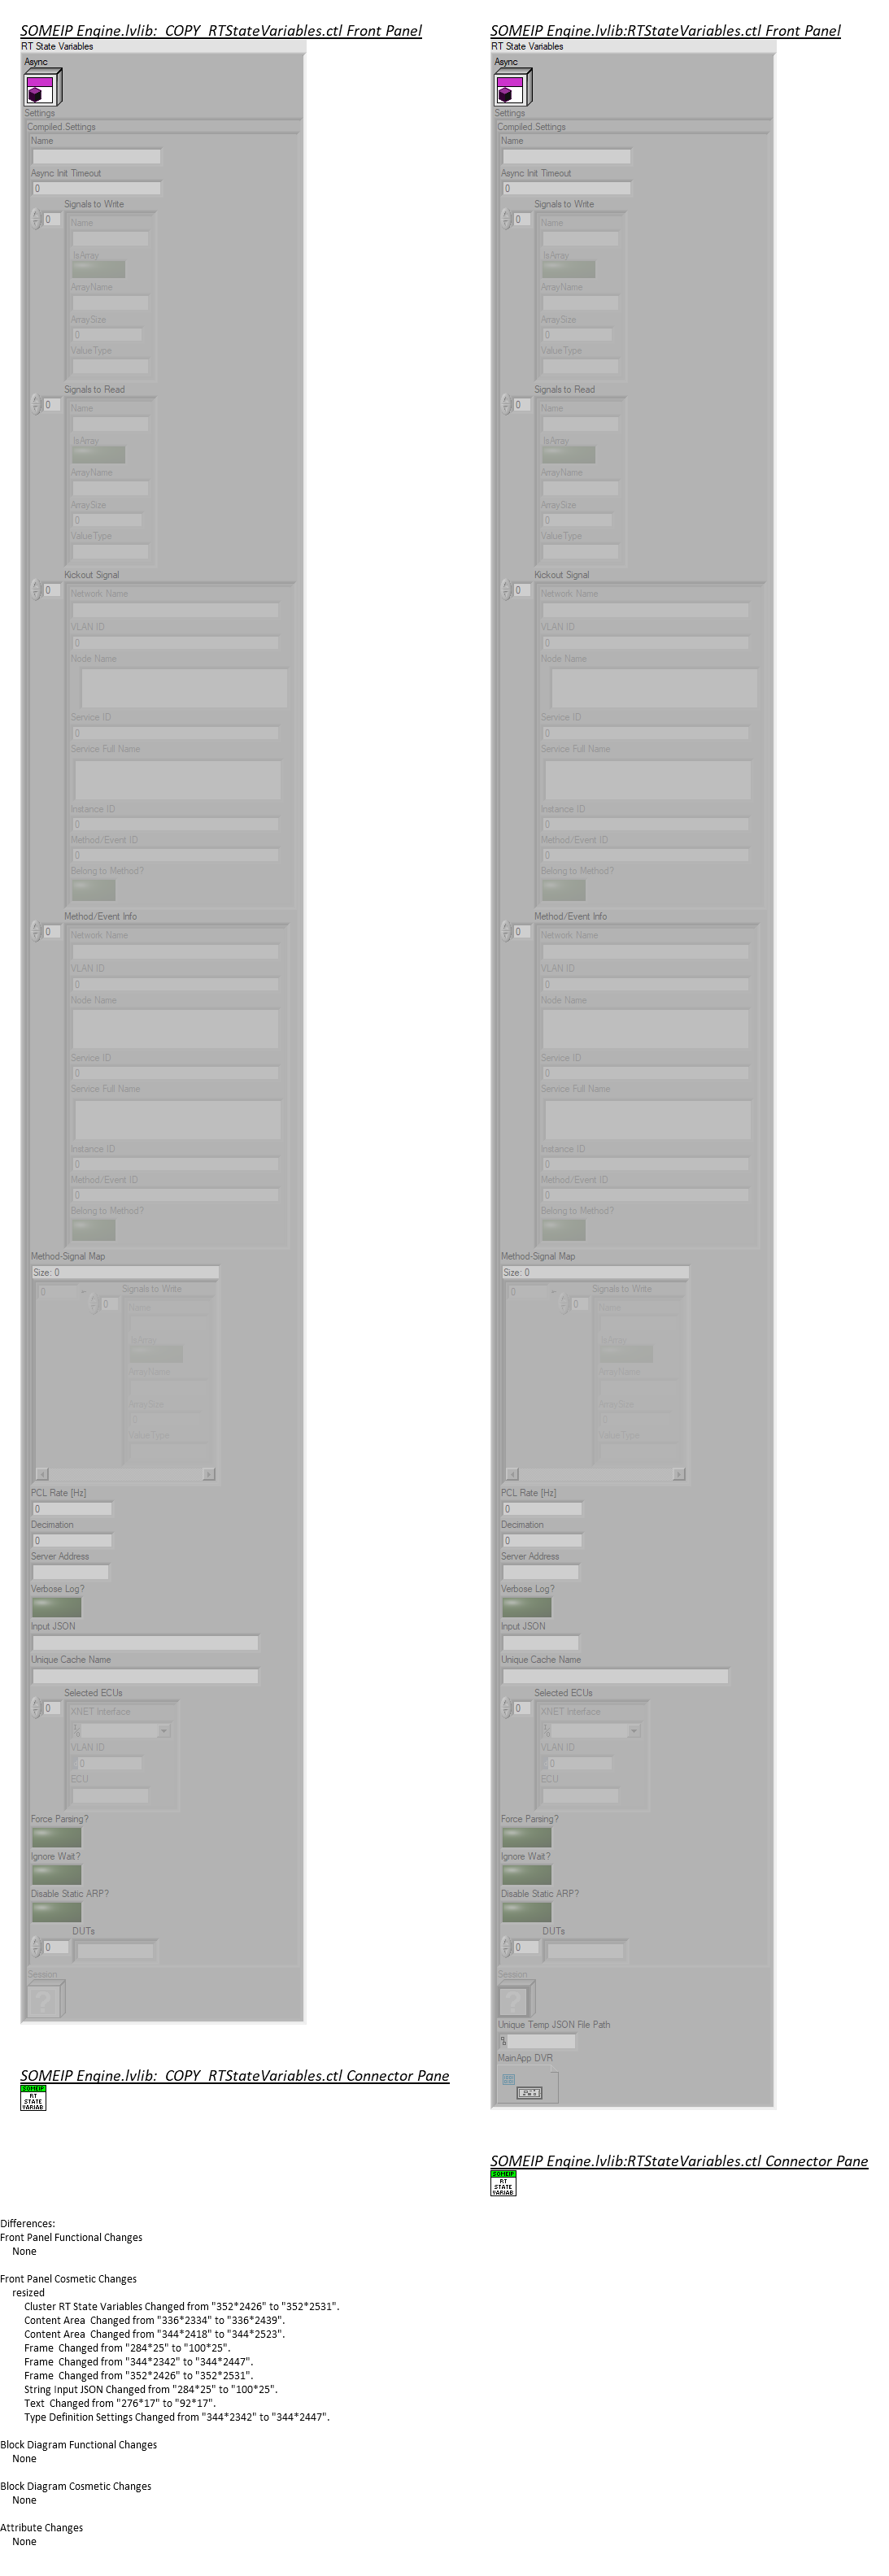 SOMEIP Engine.lvlib:_COPY_RTStateVariables.ctl Front Panel
RT State Variables
Async
Settings
Compiled.Settings
Name
Async Init Timeout
0
Signals to Write
0
Name
IsArray
ArrayName
ArraySize
0
ValueType
Signals to Read
0
Name
IsArray
ArrayName
ArraySize
0
ValueType
Kickout Signal
0
Network Name
VLAN ID
0
Node Name
Service ID
0
Service Full Name
Instance ID
0
Method/Event ID
0
Belong to Method?
Method/Event Info
0
Network Name
VLAN ID
0
Node Name
Service ID
0
Service Full Name
Instance ID
0
Method/Event ID
0
Belong to Method?
Method-Signal Map
Size: 0
0
Signals to Write
0
Name
IsArray
ArrayName
ArraySize
0
ValueType
PCL Rate [Hz]
0
Decimation
0
Server Address
Verbose Log?
Input JSON
Unique Cache Name
Selected ECUs
0
XNET Interface
VLAN ID
0
ECU
Force Parsing?
Ignore Wait?
Disable Static ARP?
DUTs
0
Session
?
SOMEIP Engine.lvlib:_COPY_RTStateVariables.ctl Connector Pane
SOMEIP
RT
STATE
VARIAB
SOMEIP Engine.lvlib:RTStateVariables.ctl Front Panel
RT State Variables
Async
Settings
Compiled.Settings
Name
Async Init Timeout
0
Signals to Write
0
Name
IsArray
ArrayName
ArraySize
0
ValueType
Signals to Read
0
Name
IsArray
ArrayName
ArraySize
0
ValueType
Kickout Signal
0
Network Name
VLAN ID
0
Node Name
Service ID
0
Service Full Name
Instance ID
0
Method/Event ID
0
Belong to Method?
Method/Event Info
0
Network Name
VLAN ID
0
Node Name
Service ID
0
Service Full Name
Instance ID
0
Method/Event ID
0
Belong to Method?
Method-Signal Map
Size: 0
0
Signals to Write
0
Name
IsArray
ArrayName
ArraySize
0
ValueType
PCL Rate [Hz]
0
Decimation
0
Server Address
Verbose Log?
Input JSON
Unique Cache Name
Selected ECUs
0
XNET Interface
VLAN ID
0
ECU
Force Parsing?
Ignore Wait?
Disable Static ARP?
DUTs
0
Session
?
Unique Temp JSON File Path
MainApp DVR
SOMEIP Engine.lvlib:RTStateVariables.ctl Connector Pane
SOMEIP
RT
STATE
VARIAB
Differences:
Front Panel Functional Changes
None
Front Panel Cosmetic Changes
resized
Cluster RT State Variables Changed from "352*2426" to "352*2531".
Content Area  Changed from "336*2334" to "336*2439".
Content Area  Changed from "344*2418" to "344*2523".
Frame  Changed from "284*25" to "100*25".
Frame  Changed from "344*2342" to "344*2447".
Frame  Changed from "352*2426" to "352*2531".
String Input JSON Changed from "284*25" to "100*25".
Text  Changed from "276*17" to "92*17".
Type Definition Settings Changed from "344*2342" to "344*2447".
Block Diagram Functional Changes
None
Block Diagram Cosmetic Changes
None
Attribute Changes
None